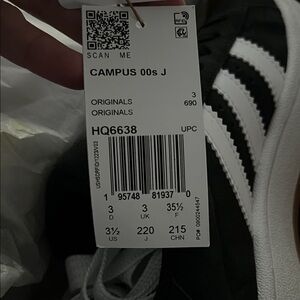 SCAN ME
CAMPUS 00s J
3
ORIGINALS 690
ORIGINALS
HQ6638 UPC
1 95748 81937 0
3 3 35½
D UK F
3½ 220 215
US J CHN